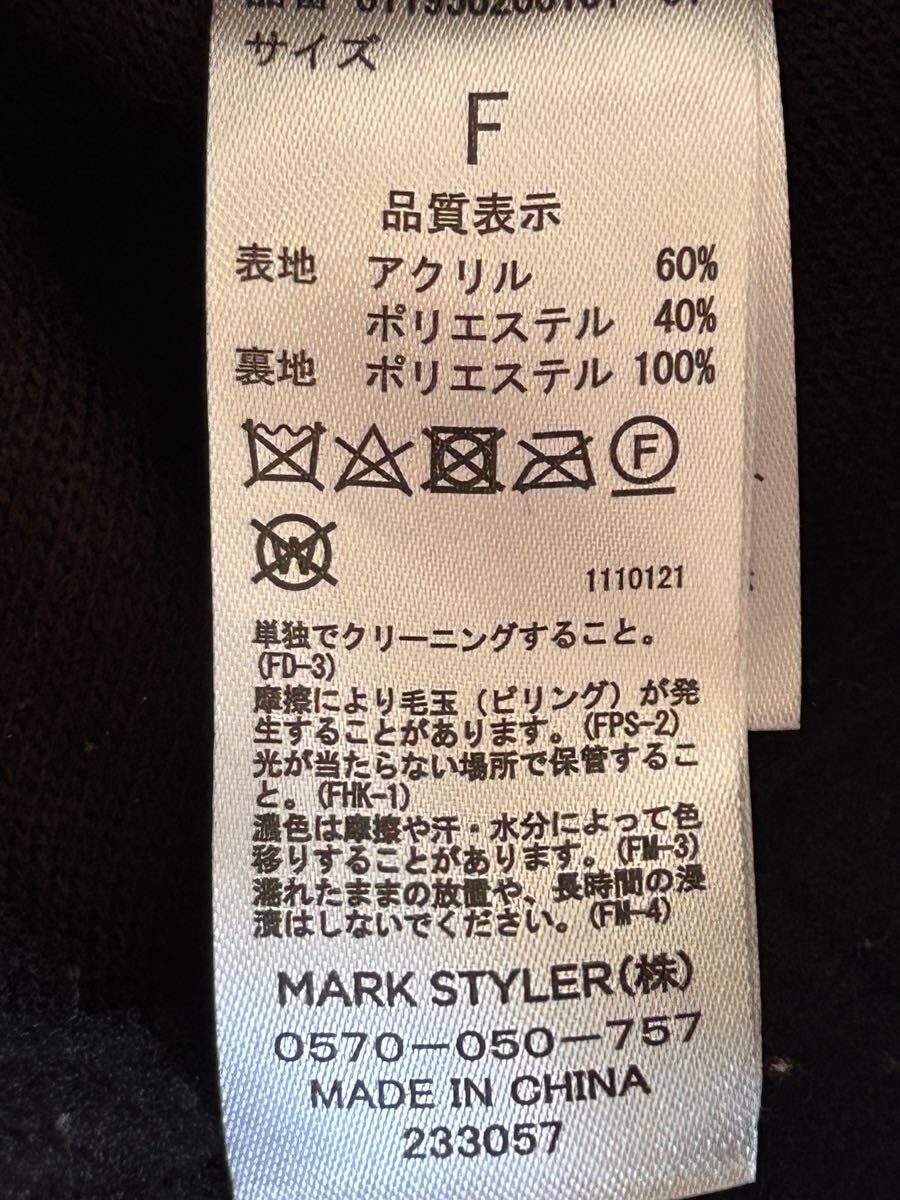 サイズ
F
品質表示
表地 アクリル 60%
ポリエステル 40%
裏地 ポリエステル 100%
F
W
1110121
単独でクリーニングすること。
(FD-3)
摩擦により毛玉（ピリング）が発
生することがあります。(FPS-2)
光が当たらない場所で保管するこ
と。(FHK-1)
濃色は摩擦や汗・水分によって色
移りすることがあります。(FM-3)
濡れたままの放置や、長時間の浸
漬はしないでください。(FM-4)
MARK STYLER(株)
0570-050-757
MADE IN CHINA
233057